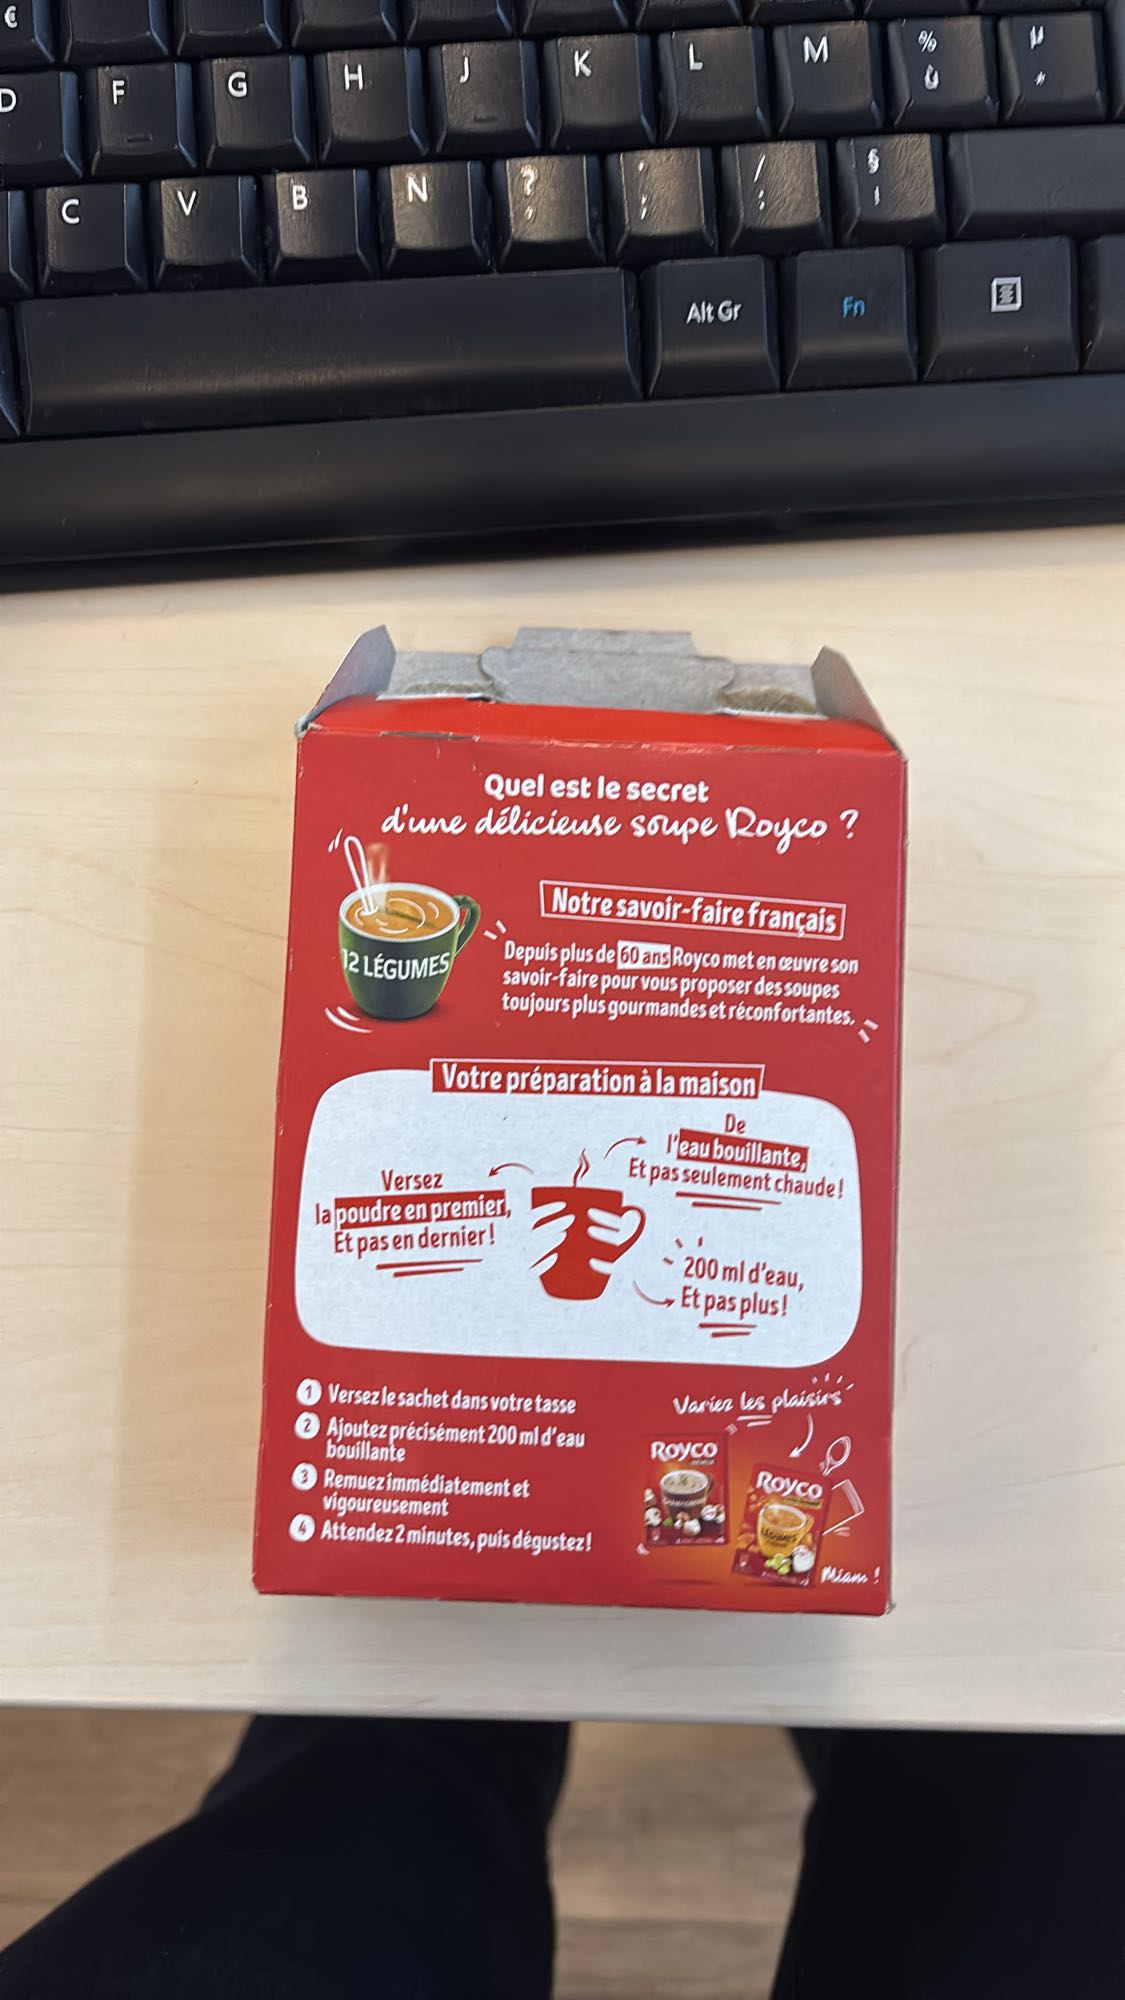 €
D F G H J K L M % ù µ *
C V B N ? , . ; / : § !
Alt Gr Fn
Quel est le secret
d'une délicieuse soupe Royco ?
12 LÉGUMES
Notre savoir-faire français
Depuis plus de 60 ans Royco met en œuvre son
savoir-faire pour vous proposer des soupes
toujours plus gourmandes et réconfortantes.
Votre préparation à la maison
Versez
la poudre en premier,
Et pas en dernier !
De
l'eau bouillante,
Et pas seulement chaude !
200 ml d'eau,
Et pas plus !
1 Versez le sachet dans votre tasse
2 Ajoutez précisément 200 ml d'eau
bouillante
3 Remuez immédiatement et
vigoureusement
4 Attendez 2 minutes, puis dégustez !
Variez les plaisirs
Royco
Royco
Miam !